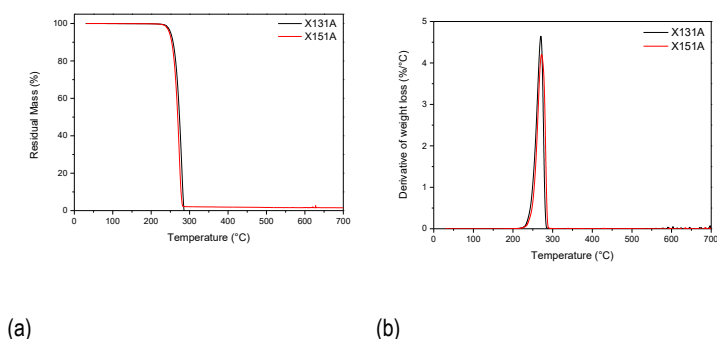 X131A
X151A
100
80
60
40
20
0
0 100 200 300 400 500 600 700
Residual Mass (%)
Temperature (°C)
(a)
X131A
X151A
5
4
3
2
1
0
0 100 200 300 400 500 600 700
Derivative of weight loss (%/°C)
Temperature (°C)
(b)